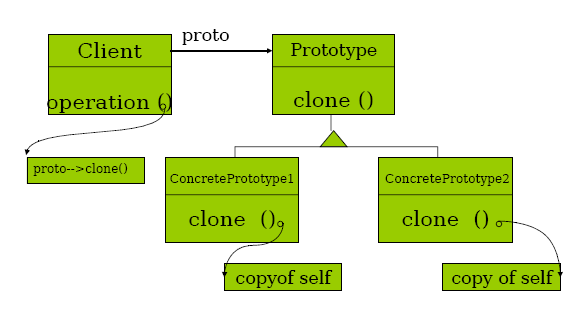 proto
Client
Prototype
operation ()
clone ()
proto-->clone()
ConcretePrototype1
ConcretePrototype2
clone ()
clone ()
copyof self
copy of self